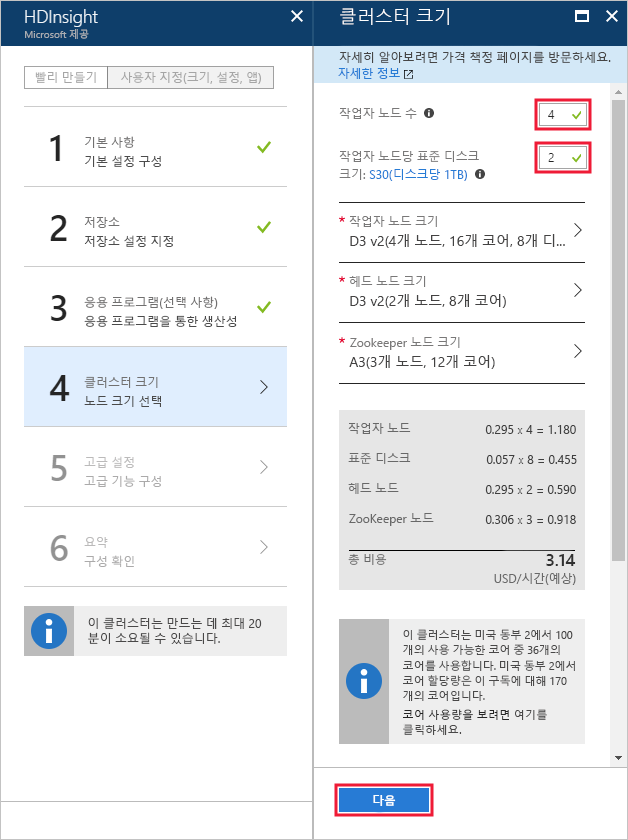 HDInsight
Microsoft 제공
빨리 만들기
사용자 지정(크기, 설정, 앱)
1
기본 사항
기본 설정 구성
2
저장소
저장소 설정 지정
3
응용 프로그램(선택 사항)
응용 프로그램을 통한 생산성
4
클러스터 크기
노드 크기 선택
5
고급 설정
고급 기능 구성
6
요약
구성 확인
이 클러스터는 만드는 데 최대 20
분이 소요될 수 있습니다.
클러스터 크기
자세히 알아보려면 가격 책정 페이지를 방문하세요.
자세한 정보
작업자 노드 수
4
작업자 노드당 표준 디스크
크기: S30(디스크당 1TB)
2
* 작업자 노드 크기
D3 v2(4개 노드, 16개 코어, 8개 디...
* 헤드 노드 크기
D3 v2(2개 노드, 8개 코어)
* Zookeeper 노드 크기
A3(3개 노드, 12개 코어)
작업자 노드 0.295 x 4 = 1.180
표준 디스크 0.057 x 8 = 0.455
헤드 노드 0.295 x 2 = 0.590
ZooKeeper 노드 0.306 x 3 = 0.918
총 비용 3.14
USD/시간(예상)
이 클러스터는 미국 동부 2에서 100
개의 사용 가능한 코어 중 36개의
코어를 사용합니다. 미국 동부 2에서
코어 할당량은 이 구독에 대해 170
개의 코어입니다.
코어 사용량을 보려면 여기를
클릭하세요.
다음